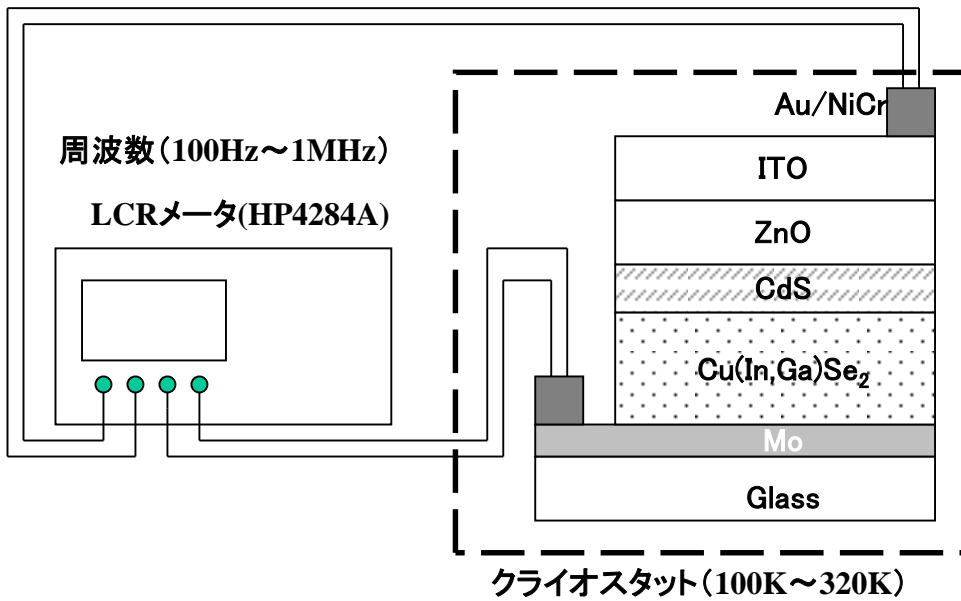 周波数（100Hz～1MHz）
LCRメータ(HP4284A)
Au/NiCr
ITO
ZnO
CdS
Cu(In,Ga)Se2
Mo
Glass
クライオスタット（100K～320K）